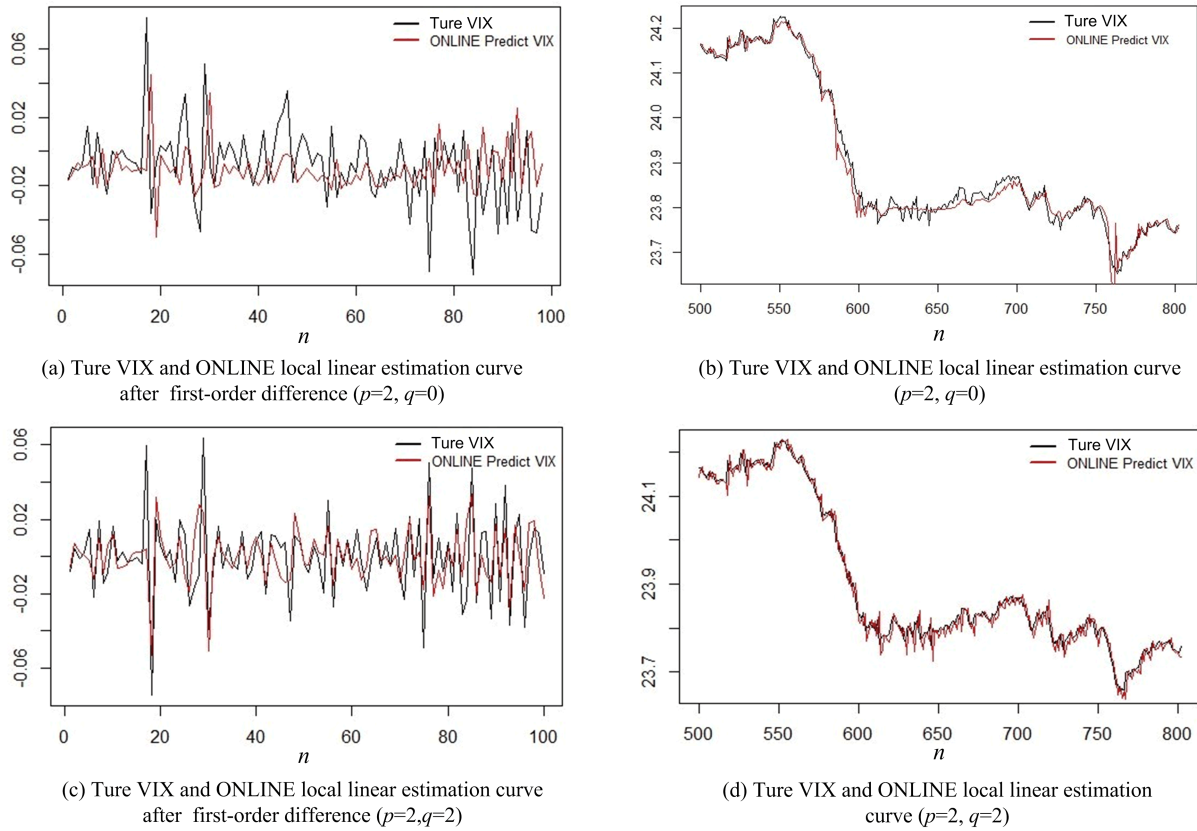 Ture VIX
ONLINE Predict VIX
0.06
0.02
-0.02
-0.06
0 20 40 60 80 100
n
(a) Ture VIX and ONLINE local linear estimation curve
after first-order difference (p=2, q=0)
Ture VIX
ONLINE Predict VIX
24.2
24.1
24.0
23.9
23.8
23.7
500 550 600 650 700 750 800
n
(b) Ture VIX and ONLINE local linear estimation curve
(p=2, q=0)
Ture VIX
ONLINE Predict VIX
0.06
0.02
-0.02
-0.06
0 20 40 60 80 100
n
(c) Ture VIX and ONLINE local linear estimation curve
after first-order difference (p=2,q=2)
Ture VIX
ONLINE Predict VIX
24.1
23.9
23.7
500 550 600 650 700 750 800
n
(d) Ture VIX and ONLINE local linear estimation
curve (p=2, q=2)